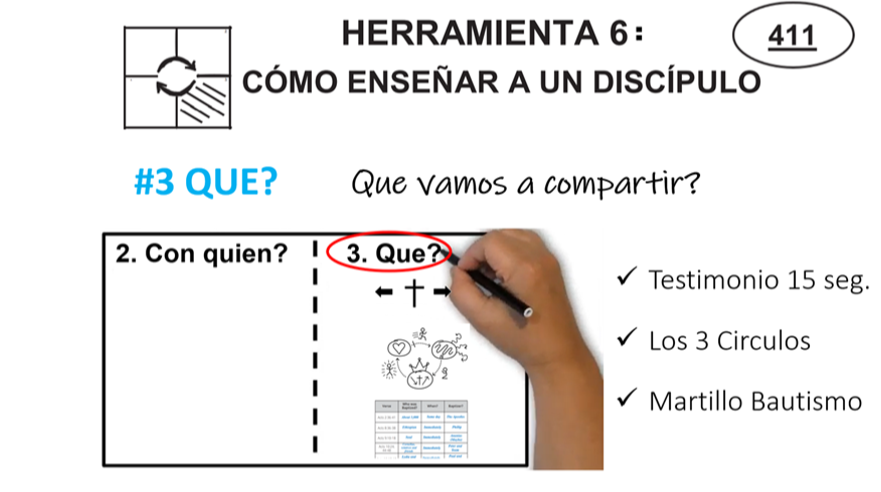 HERRAMIENTA 6:
411
CÓMO ENSEÑAR A UN DISCÍPULO
#3 QUE?
Que vamos a compartir?
2. Con quien?
3. Que?
Testimonio 15 seg.
Los 3 Circulos
Martillo Bautismo